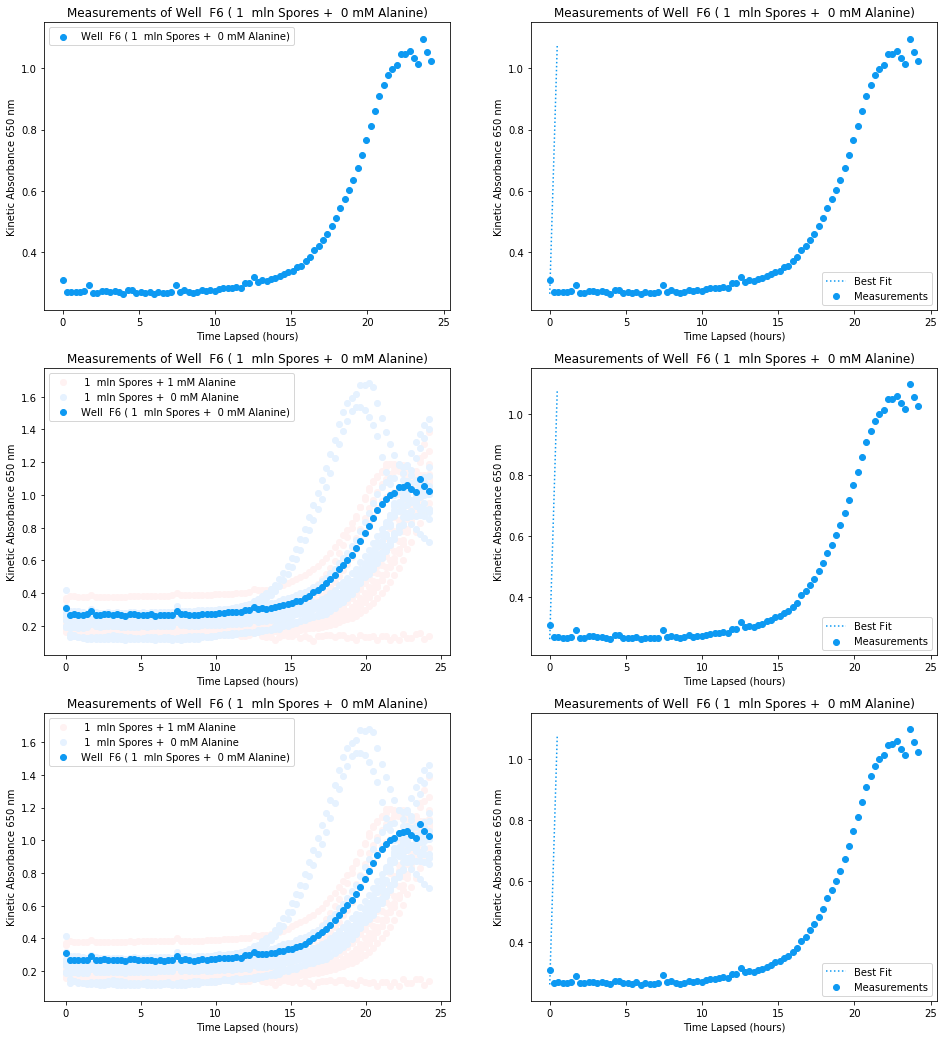 Measurements of Well  F6 ( 1  mln Spores +  0 mM Alanine)
Well  F6 ( 1  mln Spores +  0 mM Alanine)
Kinetic Absorbance 650 nm
1.0
0.8
0.6
0.4
0 5 10 15 20 25
Time Lapsed (hours)
Measurements of Well  F6 ( 1  mln Spores +  0 mM Alanine)
Kinetic Absorbance 650 nm
1.0
0.8
0.6
0.4
Best Fit
Measurements
0 5 10 15 20 25
Time Lapsed (hours)
Measurements of Well  F6 ( 1  mln Spores +  0 mM Alanine)
1  mln Spores + 1 mM Alanine
1  mln Spores +  0 mM Alanine
Well  F6 ( 1  mln Spores +  0 mM Alanine)
Kinetic Absorbance 650 nm
1.6
1.4
1.2
1.0
0.8
0.6
0.4
0.2
0 5 10 15 20 25
Time Lapsed (hours)
Measurements of Well  F6 ( 1  mln Spores +  0 mM Alanine)
Kinetic Absorbance 650 nm
1.0
0.8
0.6
0.4
Best Fit
Measurements
0 5 10 15 20 25
Time Lapsed (hours)
Measurements of Well  F6 ( 1  mln Spores +  0 mM Alanine)
1  mln Spores + 1 mM Alanine
1  mln Spores +  0 mM Alanine
Well  F6 ( 1  mln Spores +  0 mM Alanine)
Kinetic Absorbance 650 nm
1.6
1.4
1.2
1.0
0.8
0.6
0.4
0.2
0 5 10 15 20 25
Time Lapsed (hours)
Measurements of Well  F6 ( 1  mln Spores +  0 mM Alanine)
Kinetic Absorbance 650 nm
1.0
0.8
0.6
0.4
Best Fit
Measurements
0 5 10 15 20 25
Time Lapsed (hours)